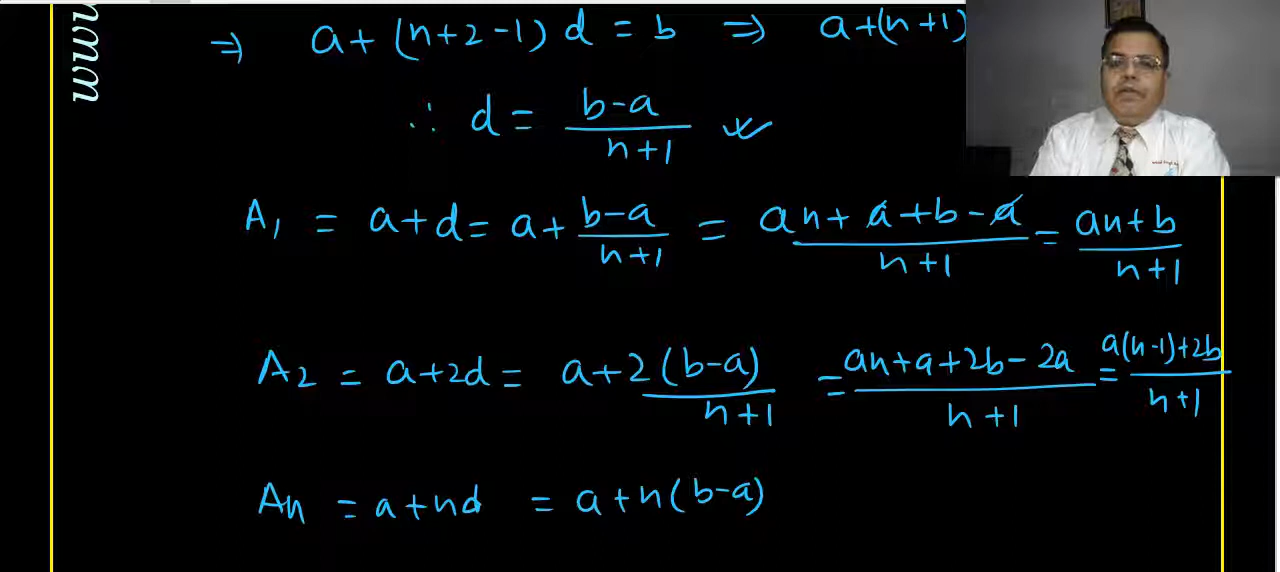 www
⇒ a+(n+2-1) d = b ⇒ a+(n+1)
∴ d = (b-a)/(n+1)
A₁ = a+d = a + (b-a)/(n+1) = (an+a+b-a)/(n+1) = (an+b)/(n+1)
A₂ = a+2d = a + 2(b-a)/(n+1) = (an+a+2b-2a)/(n+1) = (a(n-1)+2b)/(n+1)
Aₙ = a+nd = a+n(b-a)